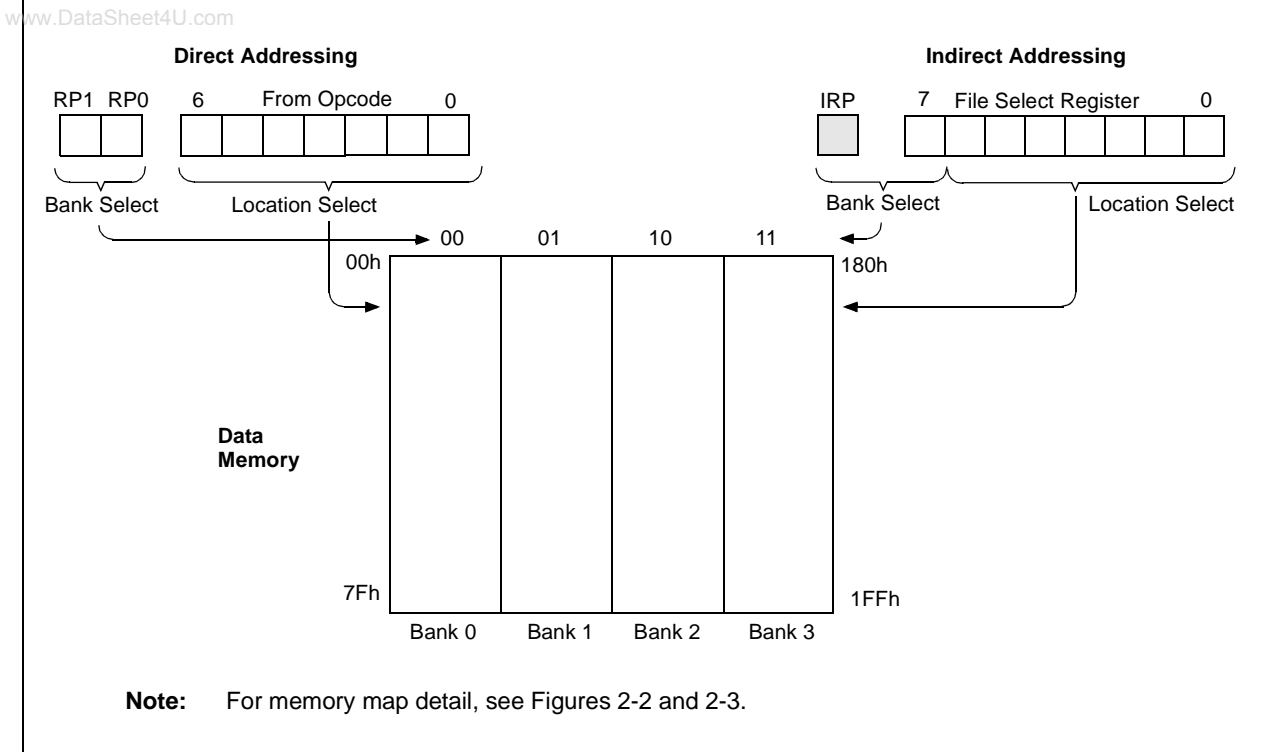 www.DataSheet4U.com
Direct Addressing
Indirect Addressing
RP1 RP0 6 From Opcode 0
IRP 7 File Select Register 0
Bank Select Location Select
Bank Select Location Select
00 01 10 11
00h 180h
Data
Memory
7Fh 1FFh
Bank 0 Bank 1 Bank 2 Bank 3
Note: For memory map detail, see Figures 2-2 and 2-3.